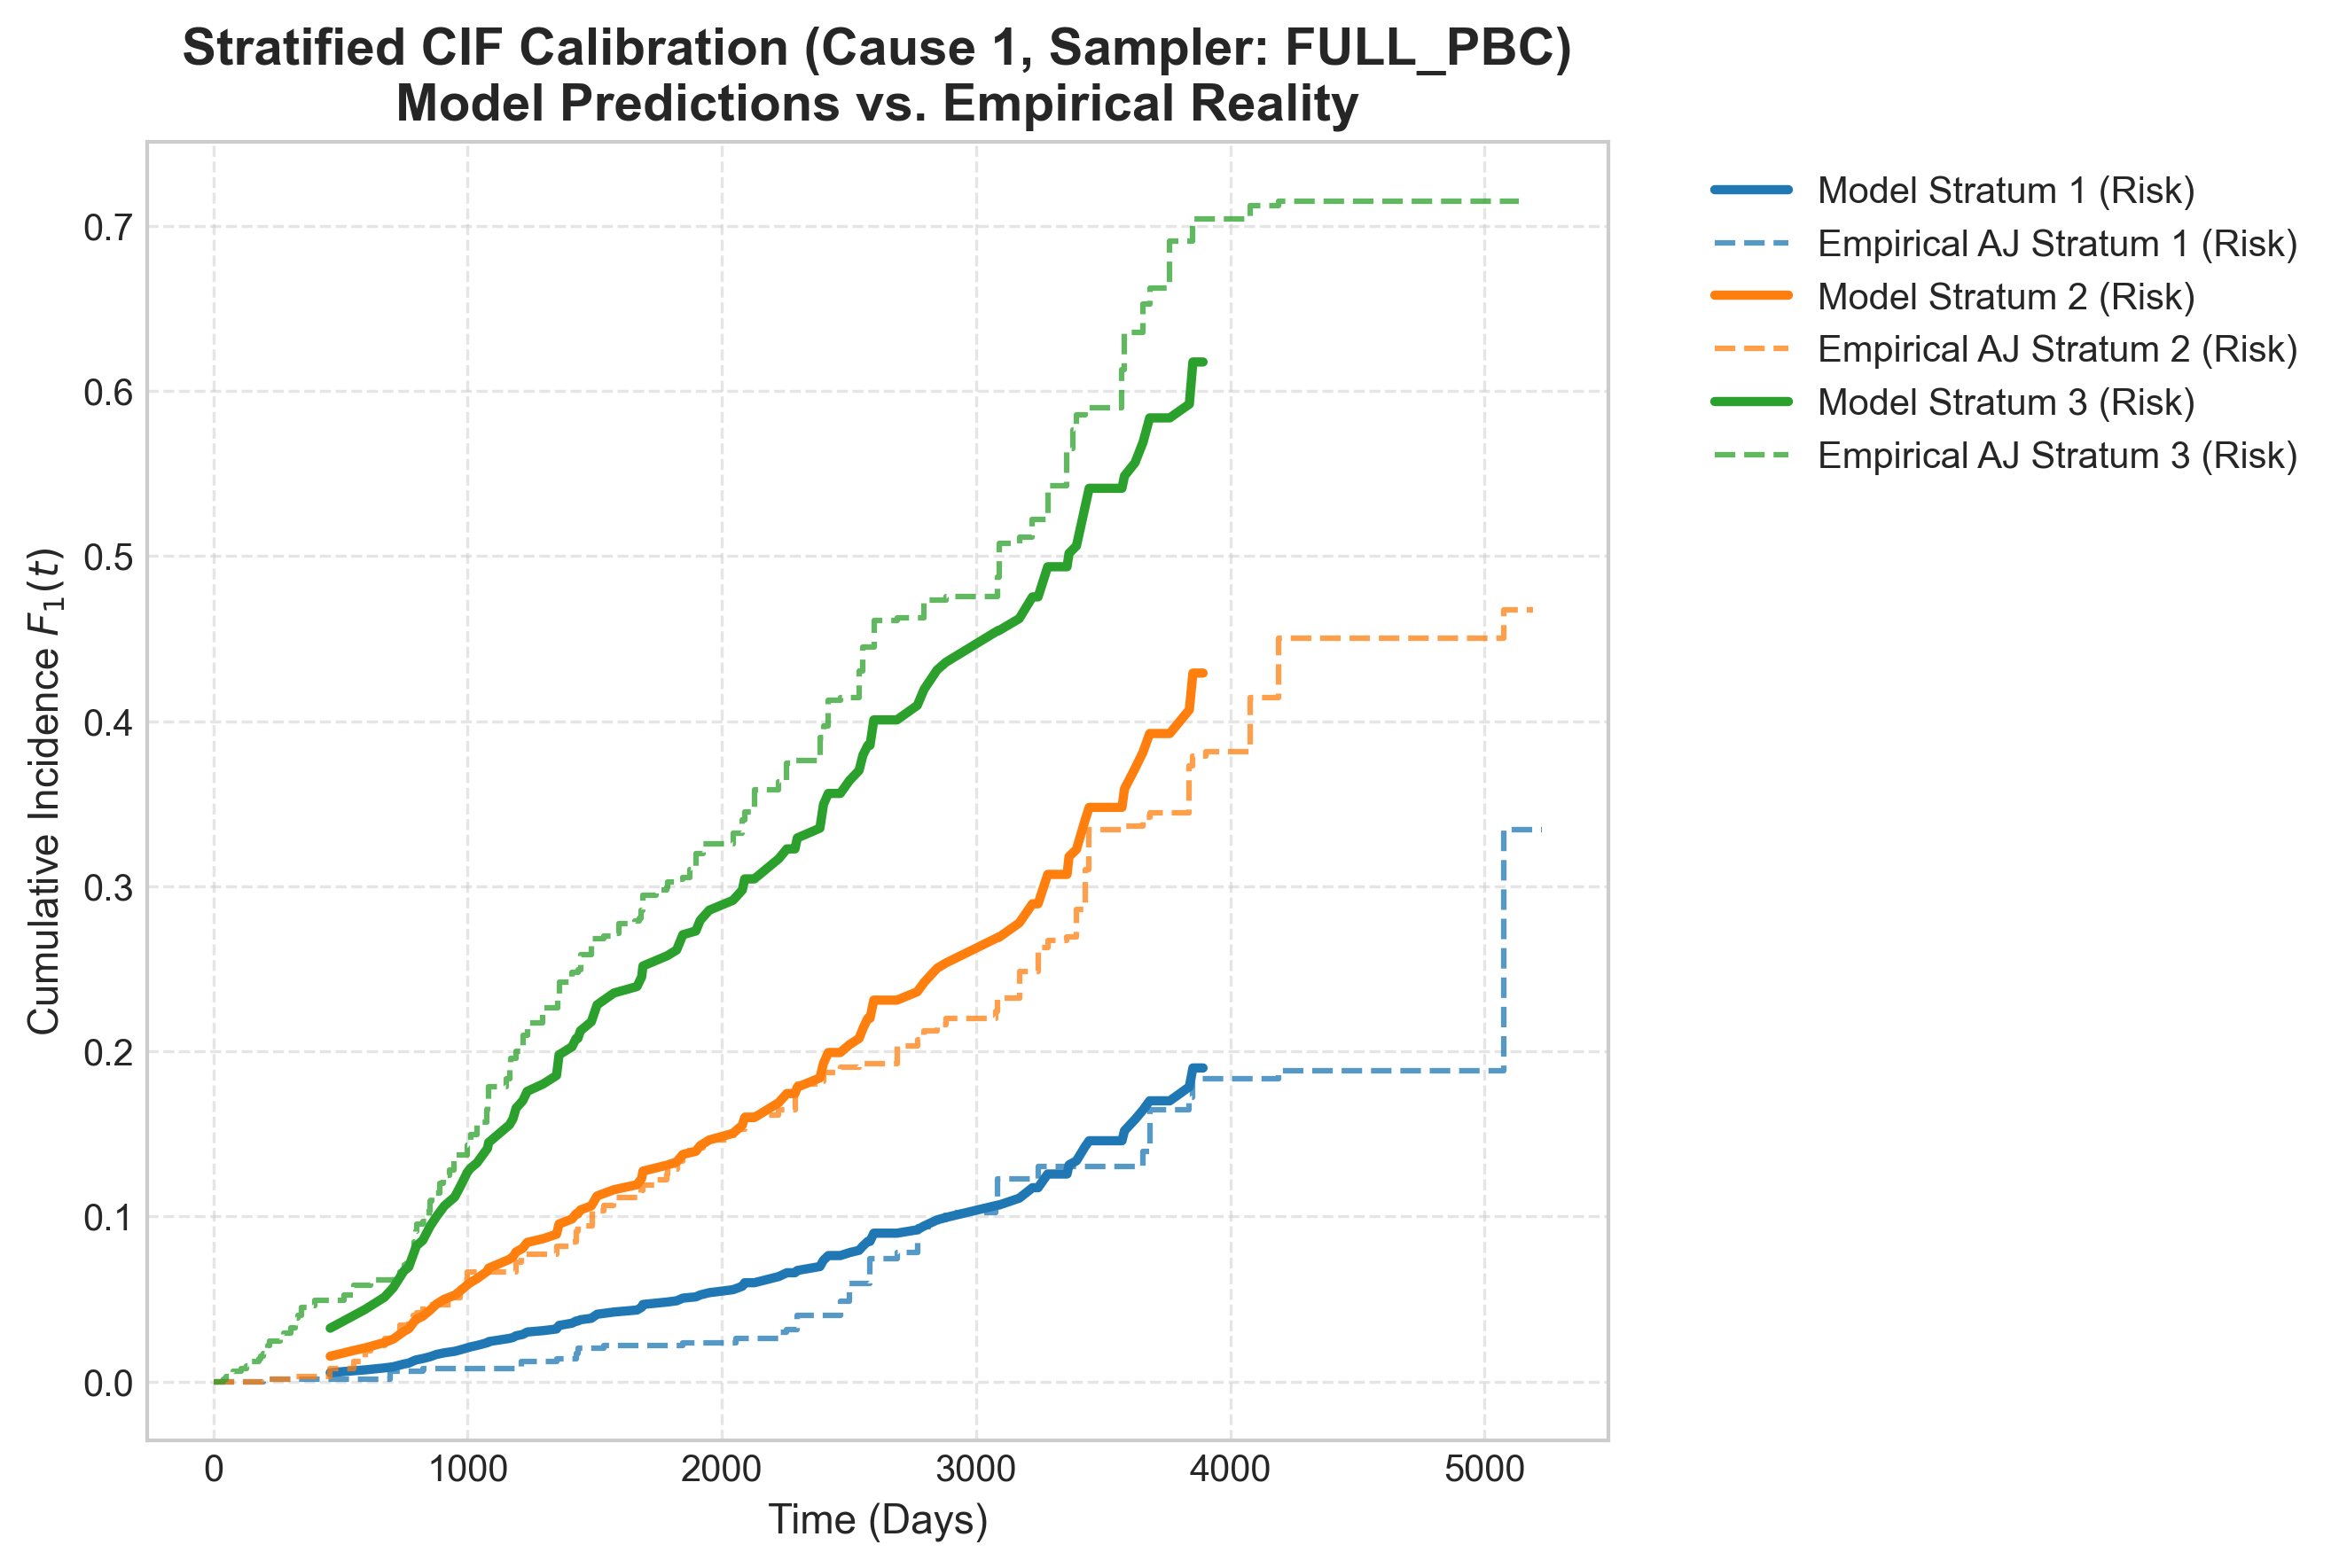 Stratified CIF Calibration (Cause 1, Sampler: FULL_PBC)
Model Predictions vs. Empirical Reality
Model Stratum 1 (Risk)
Empirical AJ Stratum 1 (Risk)
Model Stratum 2 (Risk)
Empirical AJ Stratum 2 (Risk)
Model Stratum 3 (Risk)
Empirical AJ Stratum 3 (Risk)
Cumulative Incidence F₁(t)
0.7
0.6
0.5
0.4
0.3
0.2
0.1
0.0
0 1000 2000 3000 4000 5000
Time (Days)